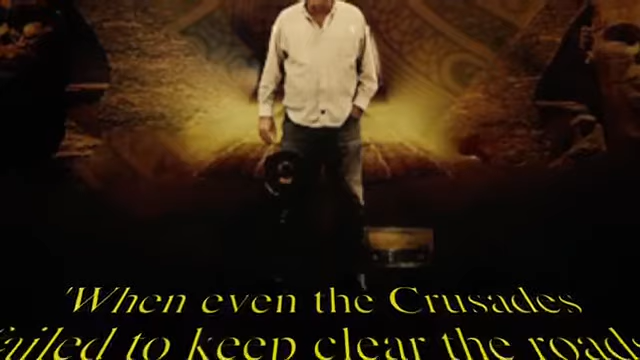 'When even the Crusades
failed to keep clear the roads